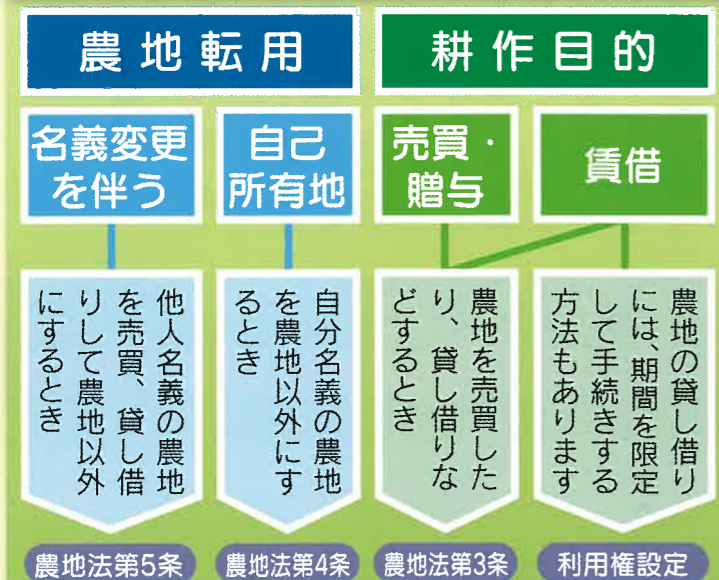 農地転用
耕作目的
名義変更
を伴う
自己
所有地
売買・
贈与
賃借
他人名義の農地
を売買、貸し借
りして農地以外
にするとき
自分名義の農地
を農地以外にす
るとき
農地を売買した
り、貸し借りな
どするとき
農地の貸し借り
には、期間を限定
して手続きする
方法もあります
農地法第5条
農地法第4条
農地法第3条
利用権設定